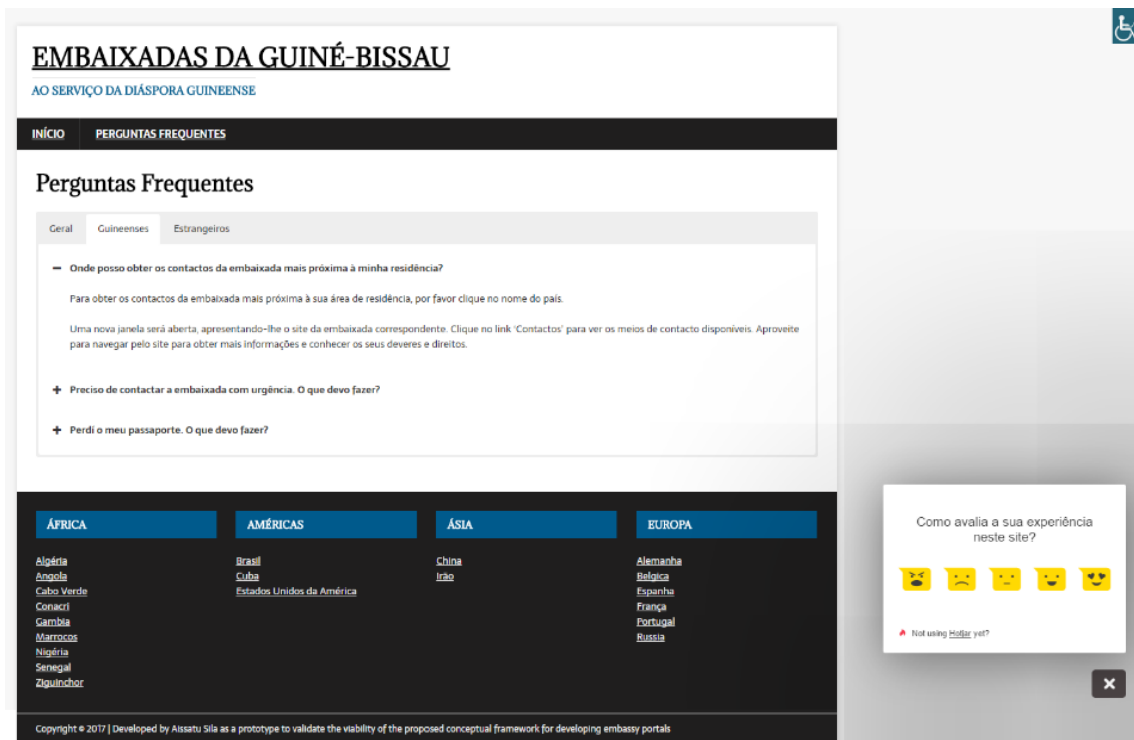 EMBAIXADAS DA GUINÉ-BISSAU
AO SERVIÇO DA DIÁSPORA GUINEENSE
INÍCIO
PERGUNTAS FREQUENTES
Perguntas Frequentes
Geral
Guineenses
Estrangeiros
− Onde posso obter os contactos da embaixada mais próxima à minha residência?
Para obter os contactos da embaixada mais próxima à sua área de residência, por favor clique no nome do país.
Uma nova janela será aberta, apresentando-lhe o site da embaixada correspondente. Clique no link 'Contactos' para ver os meios de contacto disponíveis. Aproveite
para navegar pelo site para obter mais informações e conhecer os seus deveres e direitos.
+ Preciso de contactar a embaixada com urgência. O que devo fazer?
+ Perdi o meu passaporte. O que devo fazer?
ÁFRICA
Algéria
Angola
Cabo Verde
Conacri
Gambia
Marrocos
Nigéria
Senegal
Ziguinchor
AMÉRICAS
Brasil
Cuba
Estados Unidos da América
ÁSIA
China
Irão
EUROPA
Alemanha
Belgica
Espanha
França
Portugal
Russia
Como avalia a sua experiência
neste site?
Not using Hotjar yet?
Copyright © 2017 | Developed by Aissatu Sila as a prototype to validate the viability of the proposed conceptual framework for developing embassy portals